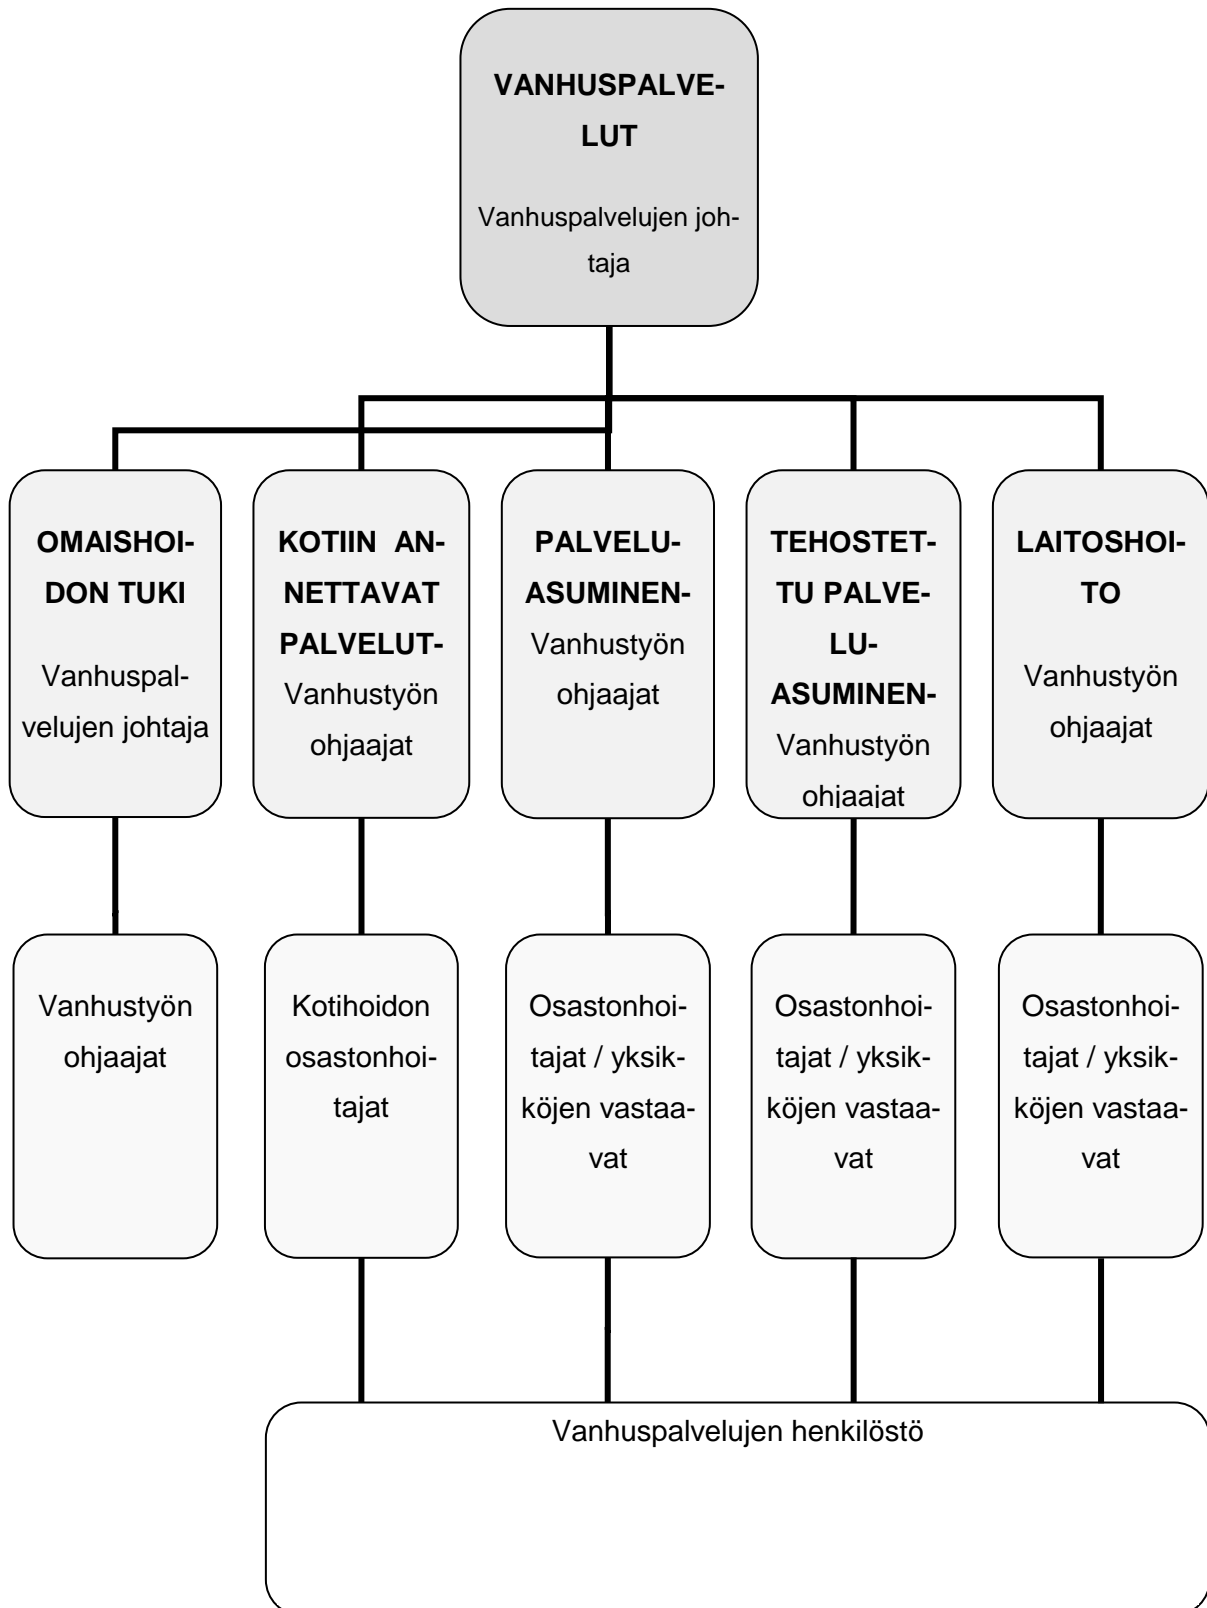 VANHUSPALVE-
LUT
Vanhuspalvelujen joh-
taja
OMAISHOI-
DON TUKI
Vanhuspal-
velujen johtaja
KOTIIN AN-
NETTAVAT
PALVELUT-
Vanhustyön
ohjaajat
PALVELU-
ASUMINEN-
Vanhustyön
ohjaajat
TEHOSTET-
TU PALVE-
LU-
ASUMINEN-
Vanhustyön
ohjaajat
LAITOSHOI-
TO
Vanhustyön
ohjaajat
Vanhustyön
ohjaajat
Kotihoidon
osastonhoi-
tajat
Osastonhoi-
tajat / yksik-
köjen vastaa-
vat
Osastonhoi-
tajat / yksik-
köjen vastaa-
vat
Osastonhoi-
tajat / yksik-
köjen vastaa-
vat
Vanhuspalvelujen henkilöstö